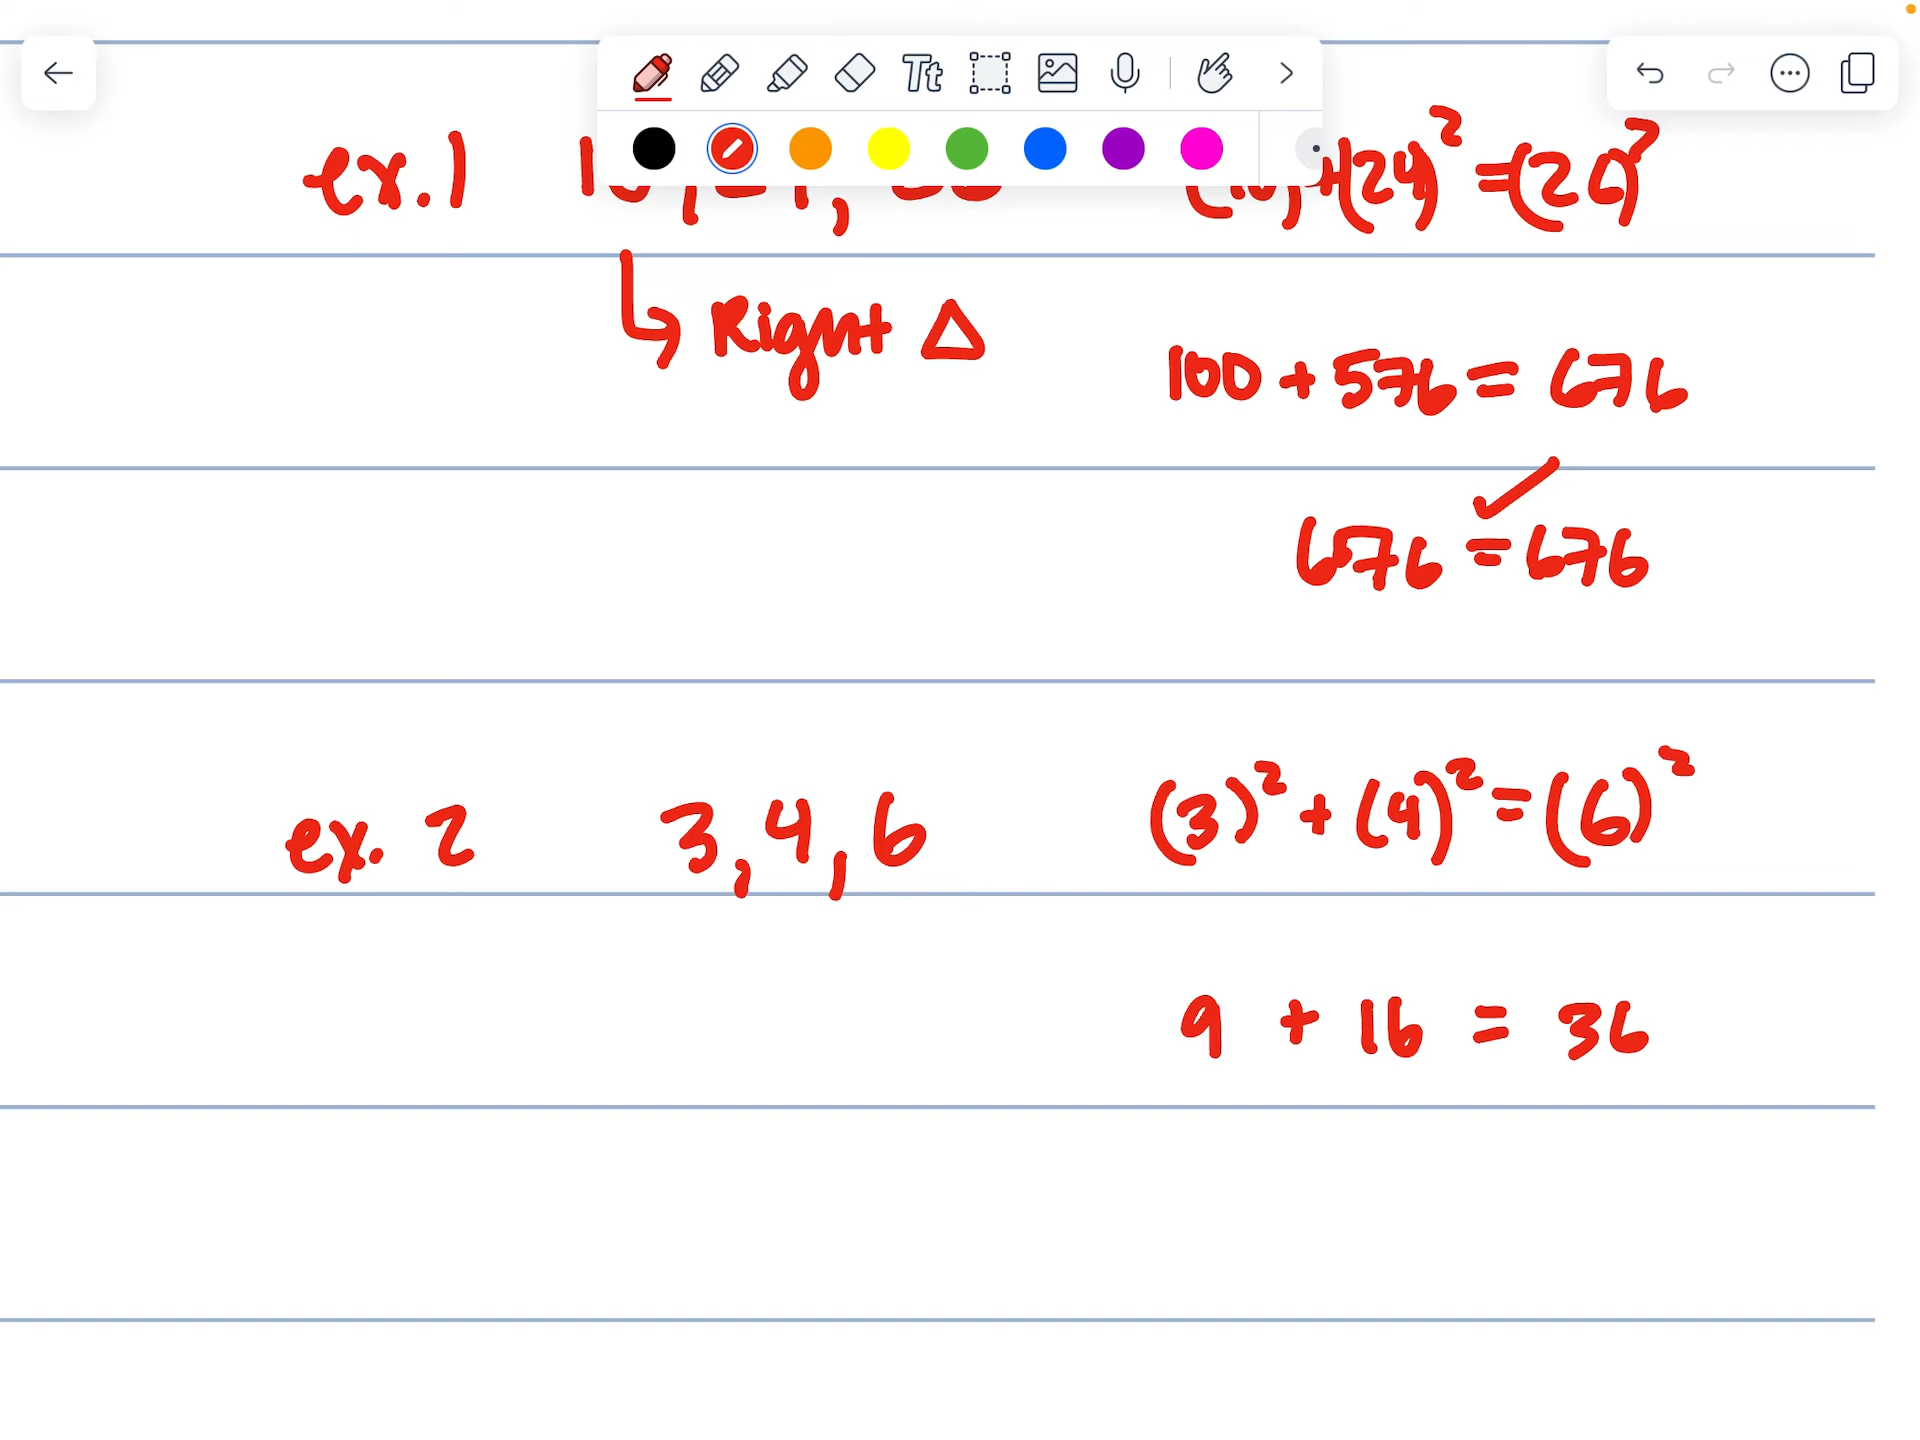 Tt
ex. 1 (24)² = (26)²
Right △
100 + 576 = 676
✓
676 = 676
ex. 2 3, 4, 6 (3)² + (4)² = (6)²
9 + 16 = 36